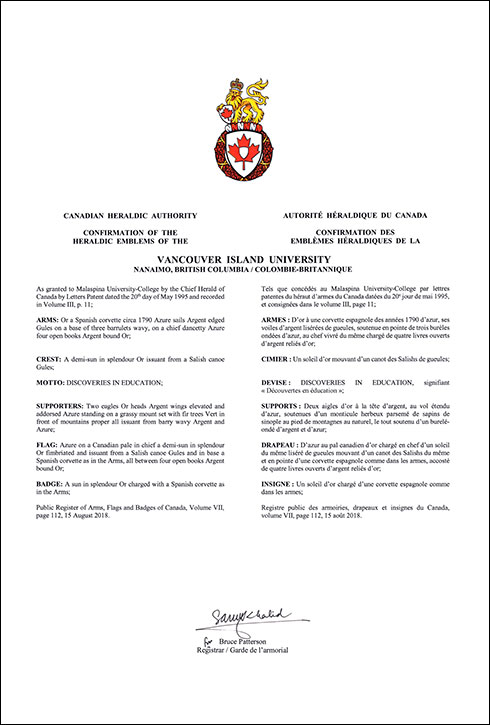 CANADIAN HERALDIC AUTHORITY
CONFIRMATION OF THE
HERALDIC EMBLEMS OF THE
AUTORITÉ HÉRALDIQUE DU CANADA
CONFIRMATION DES
EMBLÊMES HÉRALDIQUES DE LA
VANCOUVER ISLAND UNIVERSITY
NANAIMO, BRITISH COLUMBIA / COLOMBIE-BRITANNIQUE
As granted to Malaspina University-College by the Chief Herald of
Canada by Letters Patent dated the 20th day of May 1995 and recorded
in Volume III, p. 11;
ARMS: Or a Spanish corvette circa 1790 Azure sails Argent edged
Gules on a base of three barrulets wavy, on a chief dancetty Azure
four open books Argent bound Or;
CREST: A demi-sun in splendour Or issuant from a Salish canoe
Gules;
MOTTO: DISCOVERIES IN EDUCATION;
SUPPORTERS: Two eagles Or heads Argent wings elevated and
addorsed Azure standing on a grassy mount set with fir trees Vert in
front of mountains proper all issuant from barry wavy Argent and
Azure;
FLAG: Azure on a Canadian pale in chief a demi-sun in splendour
Or fimbriated and issuant from a Salish canoe Gules and in base a
Spanish corvette as in the Arms, all between four open books Argent
bound Or;
BADGE: A sun in splendour Or charged with a Spanish corvette as
in the Arms;
Public Register of Arms, Flags and Badges of Canada, Volume VII,
page 112, 15 August 2018.
Tels que concédés au Malaspina University-College par lettres
patentes du héraut d'armes du Canada datées du 20e jour de mai 1995,
et consignées dans le volume III, page 11;
ARMES : D'or à une corvette espagnole des années 1790 d'azur, ses
voiles d'argent lisérées de gueules, soutenue en pointe de trois burèles
ondées d'azur, au chef vivré du même chargé de quatre livres ouverts
d'argent reliés d'or;
CIMIER : Un soleil d'or mouvant d'un canot des Salishs de gueules;
DEVISE : DISCOVERIES IN EDUCATION, signifiant
« Découvertes en éducation »;
SUPPORTS : Deux aigles d'or à la tête d'argent, au vol étendu
d'azur, soutenues d'un monticule herbeux parsemé de sapins de
sinople au pied de montagnes au naturel, le tout soutenu d'un burelé-
ondé d'argent et d'azur;
DRAPEAU : D'azur au pal canadien d'or chargé en chef d'un soleil
du même liséré de gueules mouvant d'un canot des Salishs du même
et en pointe d'une corvette espagnole comme dans les armes, accosté
de quatre livres ouverts d'argent reliés d'or;
INSIGNE : Un soleil d'or chargé d'une corvette espagnole comme
dans les armes;
Registre public des armoiries, drapeaux et insignes du Canada,
volume VII, page 112, 15 août 2018.
for Bruce Patterson
Registrar / Garde de l'armorial